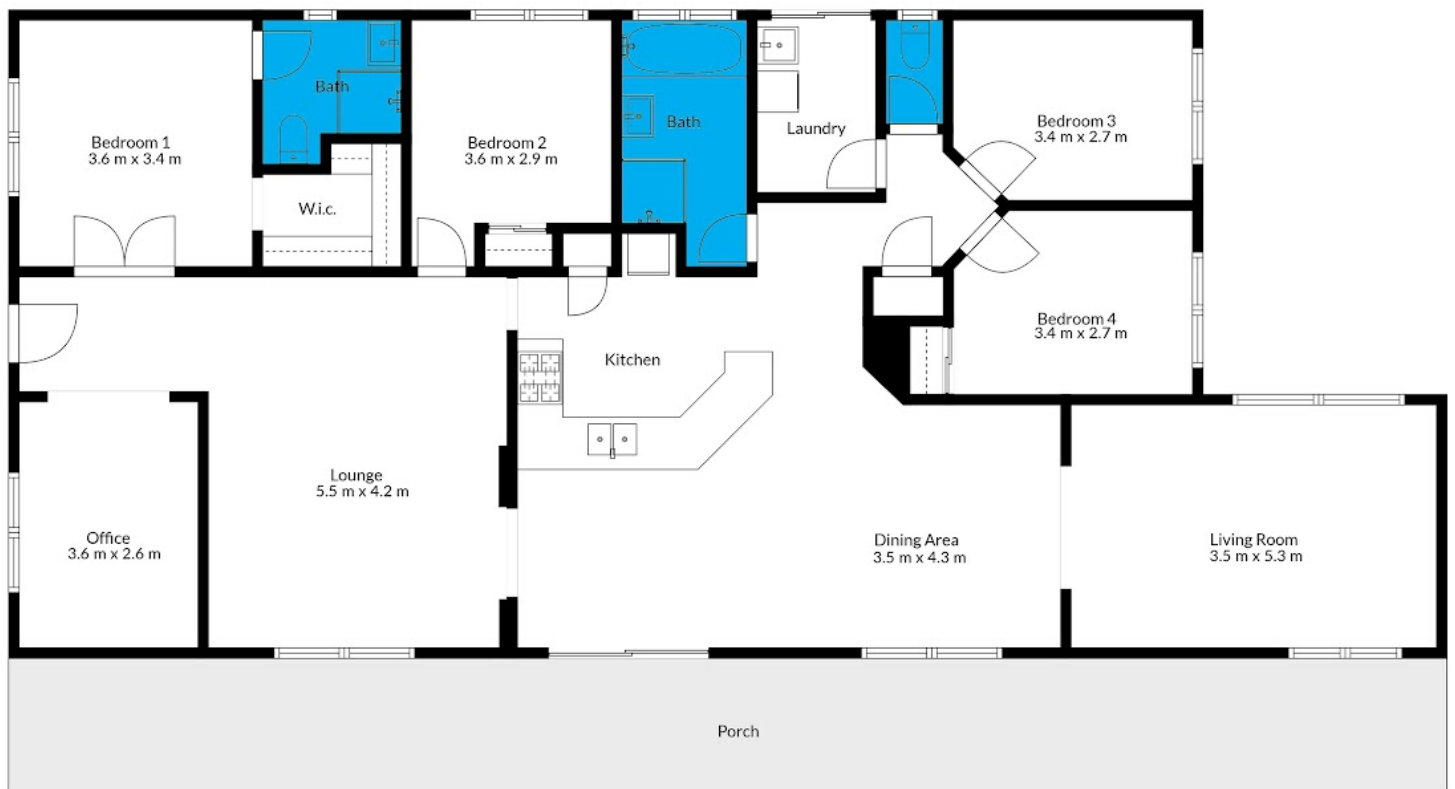 Bath
Bedroom 1
3.6 m x 3.4 m
Bedroom 2
3.6 m x 2.9 m
Bath
Laundry
Bedroom 3
3.4 m x 2.7 m
W.i.c.
Bedroom 4
3.4 m x 2.7 m
Kitchen
Lounge
5.5 m x 4.2 m
Office
3.6 m x 2.6 m
Dining Area
3.5 m x 4.3 m
Living Room
3.5 m x 5.3 m
Porch